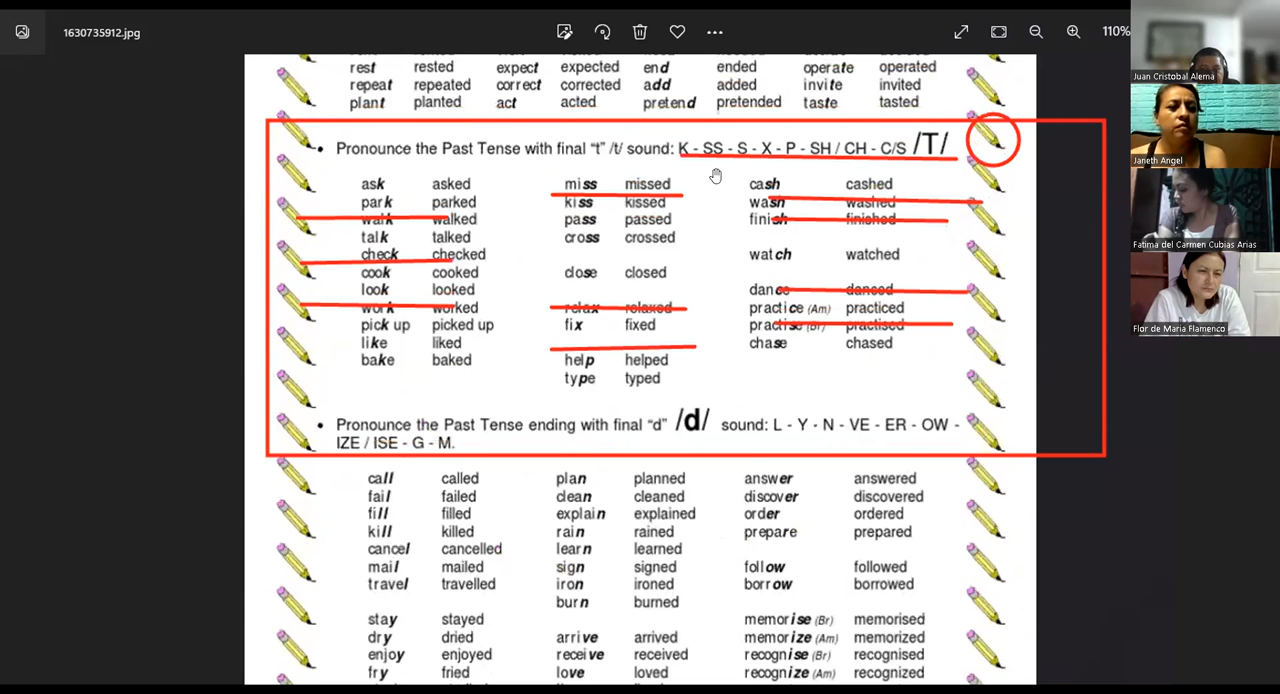 1630735912.jpg
110%
Juan Cristobal Alema
Janeth Angel
Fatima del Carmen Cubias Arias
Flor de Maria Flamenco
rest rested expect expected end ended operate operated
repeat repeated correct corrected add added invite invited
plant planted act acted pretend pretended taste tasted
• Pronounce the Past Tense with final “t” /t/ sound: K - SS - S - X - P - SH / CH - C/S /T/
ask asked miss missed cash cashed
park parked kiss kissed wash washed
walk walked pass passed finish finished
talk talked cross crossed
check checked watch watched
cook cooked close closed
look looked dance danced
work worked relax relaxed practice (Am) practiced
pick up picked up fix fixed practise (Br) practised
like liked chase chased
bake baked help helped
type typed
• Pronounce the Past Tense ending with final “d” /d/ sound: L - Y - N - VE - ER - OW -
IZE / ISE - G - M.
call called plan planned answer answered
fail failed clean cleaned discover discovered
fill filled explain explained order ordered
kill killed rain rained prepare prepared
cancel cancelled learn learned
mail mailed sign signed follow followed
travel travelled iron ironed borrow borrowed
burn burned
stay stayed memorise (Br) memorised
dry dried arrive arrived memorize (Am) memorized
enjoy enjoyed receive received recognise (Br) recognised
fry fried love loved recognize (Am) recognized